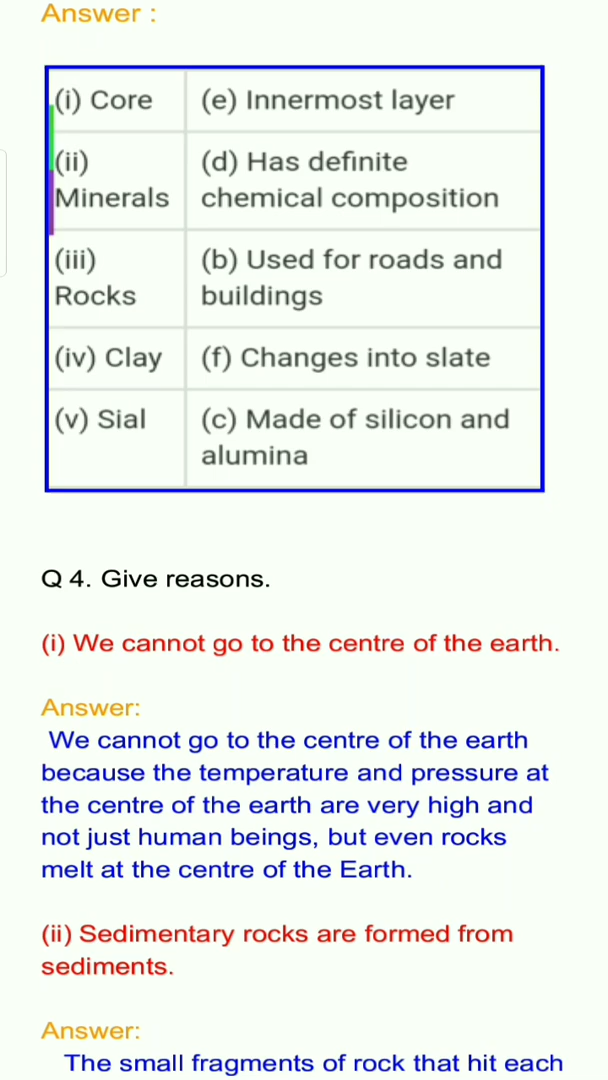 Answer :
(i) Core (e) Innermost layer
(ii) (d) Has definite
Minerals chemical composition
(iii) (b) Used for roads and
Rocks buildings
(iv) Clay (f) Changes into slate
(v) Sial (c) Made of silicon and
alumina
Q 4. Give reasons.
(i) We cannot go to the centre of the earth.
Answer:
We cannot go to the centre of the earth
because the temperature and pressure at
the centre of the earth are very high and
not just human beings, but even rocks
melt at the centre of the Earth.
(ii) Sedimentary rocks are formed from
sediments.
Answer:
The small fragments of rock that hit each